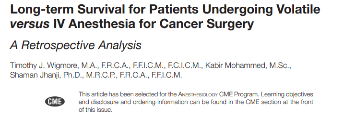 Long-term Survival for Patients Undergoing Volatile
versus IV Anesthesia for Cancer Surgery
A Retrospective Analysis
Timothy J. Wigmore, M.A., F.R.C.A., F.F.I.C.M., F.C.I.C.M., Kabir Mohammed, M.Sc.,
Shaman Jhanji, Ph.D., M.R.C.P., F.R.C.A., F.F.I.C.M.
CME
This article has been selected for the ANESTHESIOLOGY CME Program. Learning objectives
and disclosure and ordering information can be found in the CME section at the front
of this issue.